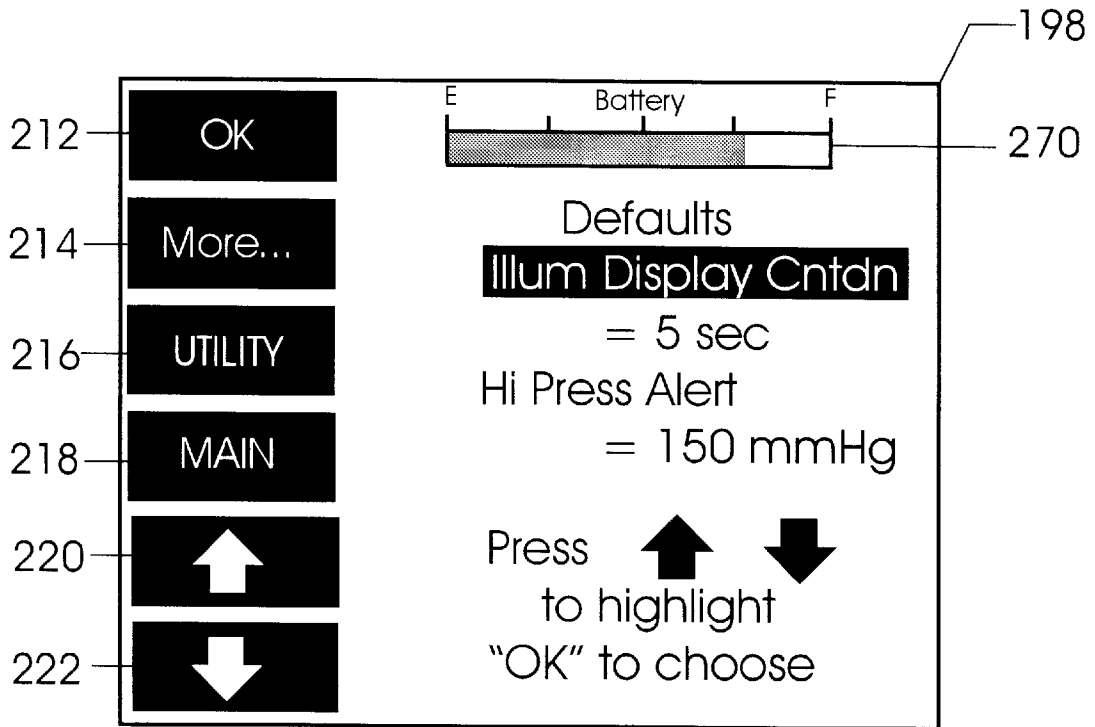 198
E Battery F
212 OK
270
214 More...
Defaults
Illum Display Cntdn
= 5 sec
216 UTILITY
Hi Press Alert
218 MAIN
= 150 mmHg
220
Press
to highlight
222
"OK" to choose